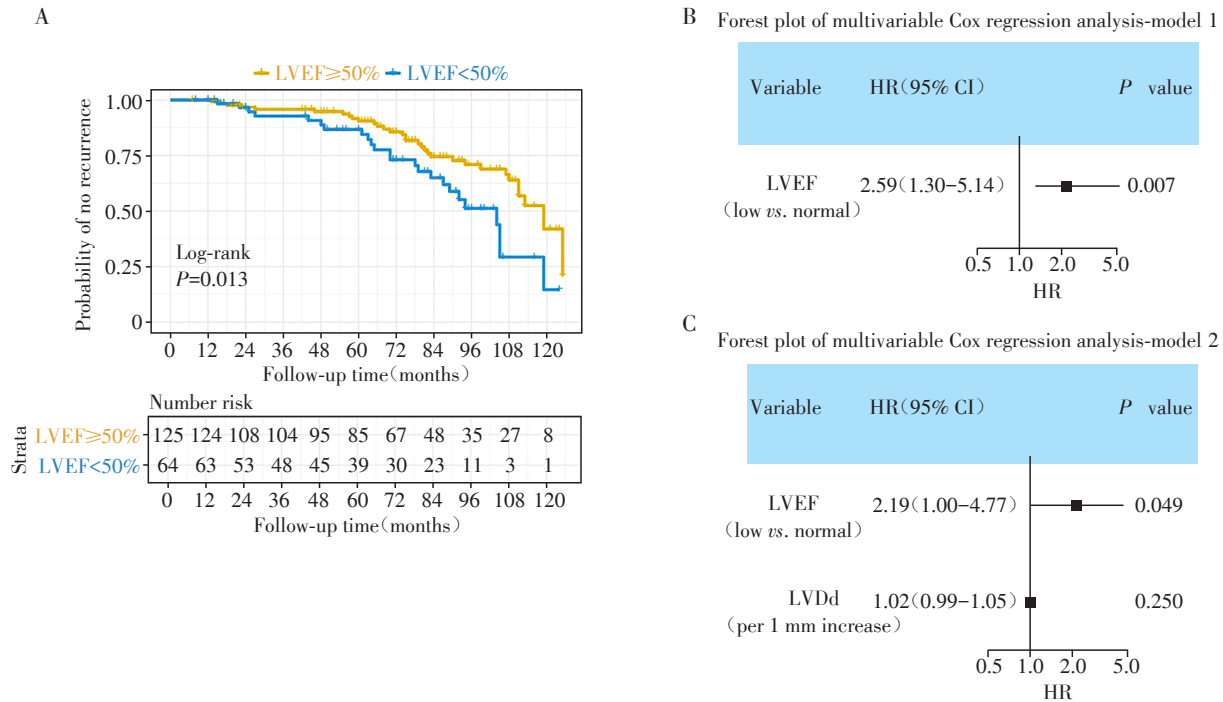 A
LVEF≥50% LVEF<50%
Probability of no recurrence
1.00
0.75
0.50
0.25
0
Log-rank
P=0.013
0 12 24 36 48 60 72 84 96 108 120
Follow-up time(months)
Number risk
Strata
LVEF≥50% 125 124 108 104 95 85 67 48 35 27 8
LVEF<50% 64 63 53 48 45 39 30 23 11 3 1
0 12 24 36 48 60 72 84 96 108 120
Follow-up time(months)
B Forest plot of multivariable Cox regression analysis-model 1
Variable HR(95% CI) P value
LVEF 2.59(1.30-5.14) 0.007
(low vs. normal)
0.5 1.0 2.0 5.0
HR
C Forest plot of multivariable Cox regression analysis-model 2
Variable HR(95% CI) P value
LVEF 2.19(1.00-4.77) 0.049
(low vs. normal)
LVDd 1.02(0.99-1.05) 0.250
(per 1 mm increase)
0.5 1.0 2.0 5.0
HR